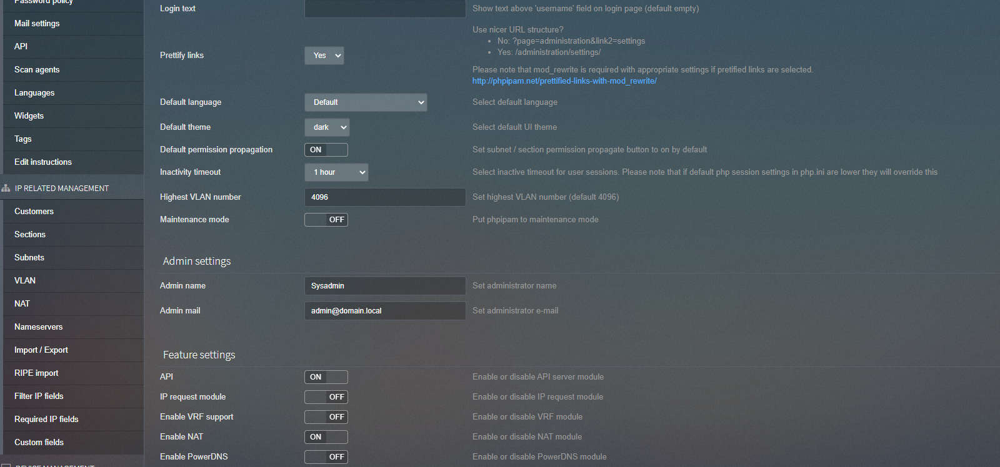 Password policy
Mail settings
API
Scan agents
Languages
Widgets
Tags
Edit instructions
IP RELATED MANAGEMENT
Customers
Sections
Subnets
VLAN
NAT
Nameservers
Import / Export
RIPE import
Filter IP fields
Required IP fields
Custom fields
DEVICE MANAGEMENT
Login text
Show text above 'username' field on login page (default empty)
Prettify links
Yes
Use nicer URL structure?
• No: ?page=administration&link2=settings
• Yes: /administration/settings/
Please note that mod_rewrite is required with appropriate settings if pretified links are selected.
http://phpipam.net/prettified-links-with-mod_rewrite/
Default language
Default
Select default language
Default theme
dark
Select default UI theme
Default permission propagation
ON
Set subnet / section permission propagate button to on by default
Inactivity timeout
1 hour
Select inactive timeout for user sessions. Please note that if default php session settings in php.ini are lower they will override this
Highest VLAN number
4096
Set highest VLAN number (default 4096)
Maintenance mode
OFF
Put phpipam to maintenance mode
Admin settings
Admin name
Sysadmin
Set administrator name
Admin mail
admin@domain.local
Set administrator e-mail
Feature settings
API
ON
Enable or disable API server module
IP request module
OFF
Enable or disable IP request module
Enable VRF support
OFF
Enable or disable VRF module
Enable NAT
ON
Enable or disable NAT module
Enable PowerDNS
OFF
Enable or disable PowerDNS module